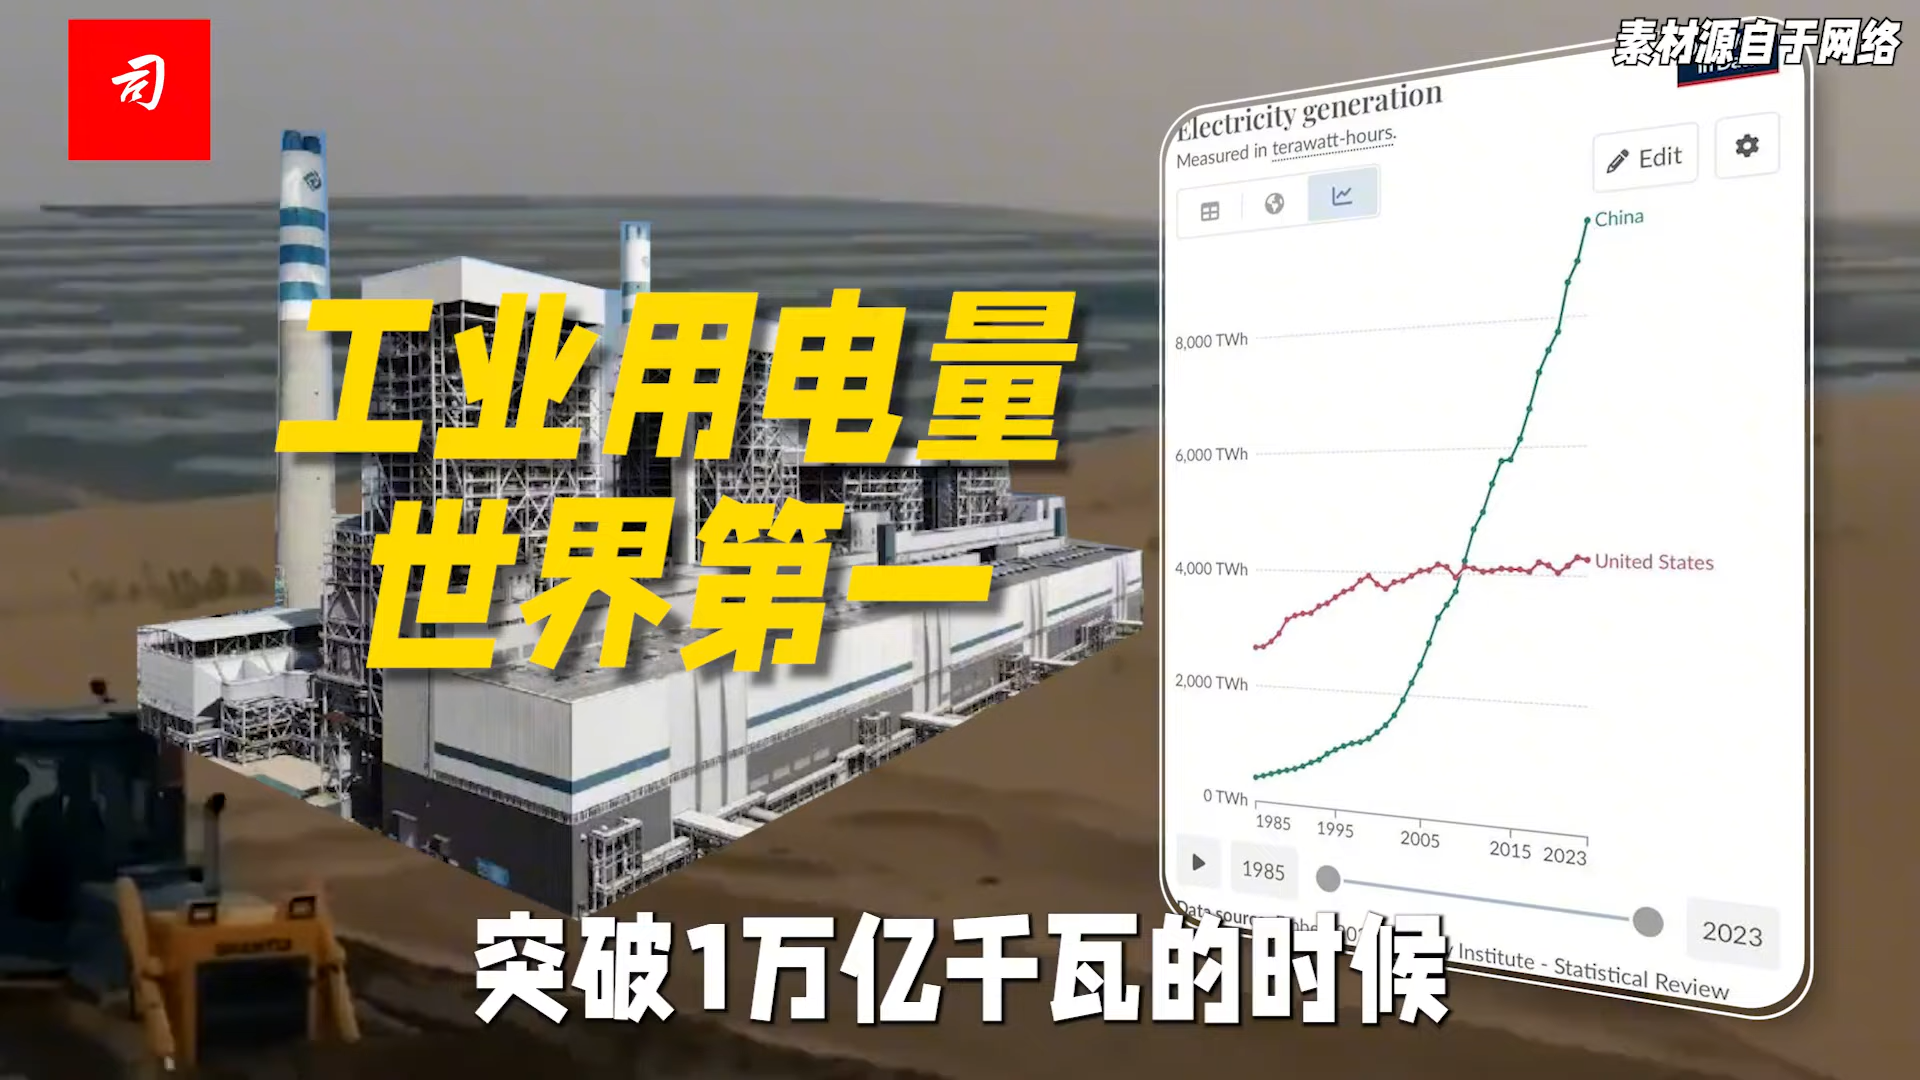 司
素材源自于网络
工业用电量
世界第一
Electricity generation
Measured in terawatt-hours.
Edit
China
8,000 TWh
6,000 TWh
United States
4,000 TWh
2,000 TWh
0 TWh
1985 1995 2005 2015 2023
1985
2023
Data source:
Institute - Statistical Review
突破1万亿千瓦的时候